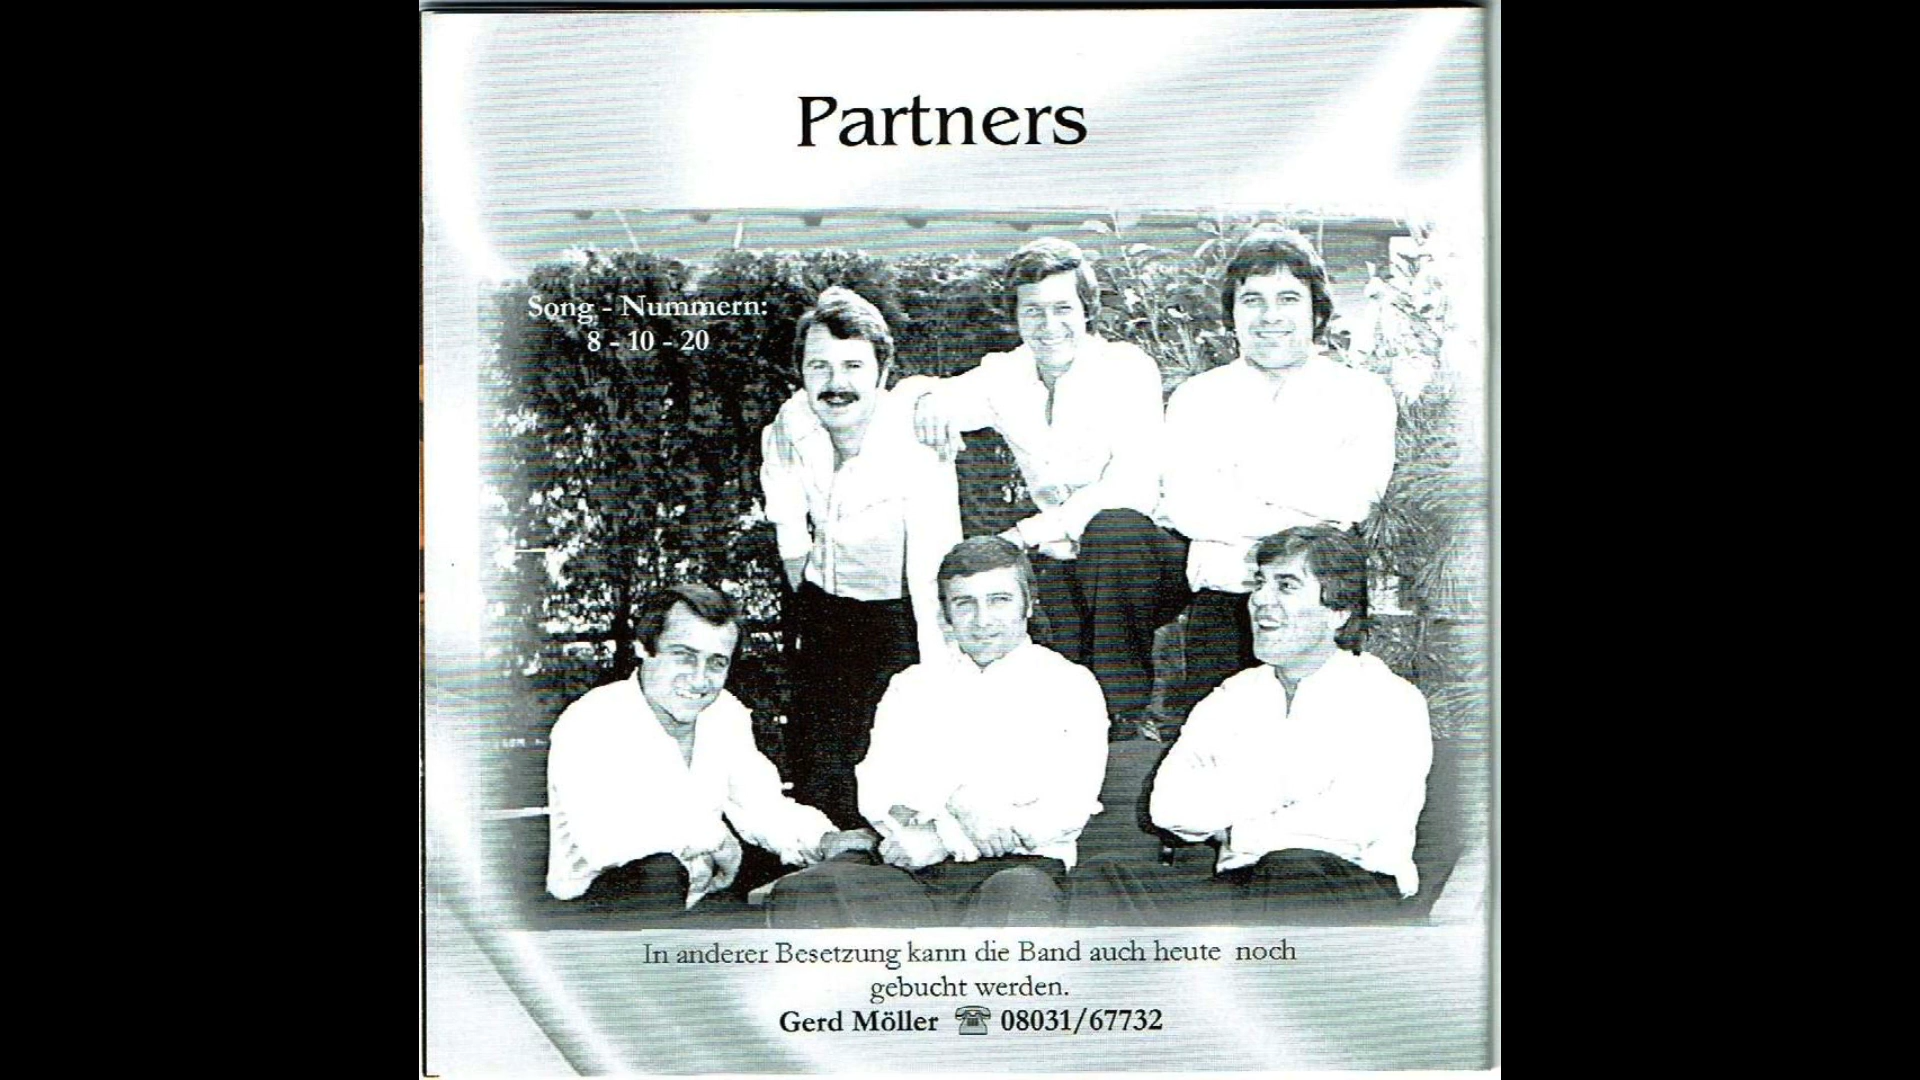 Partners
Song - Nummern:
8 - 10 - 20
In anderer Besetzung kann die Band auch heute noch
gebucht werden.
Gerd Möller ☎ 08031/67732